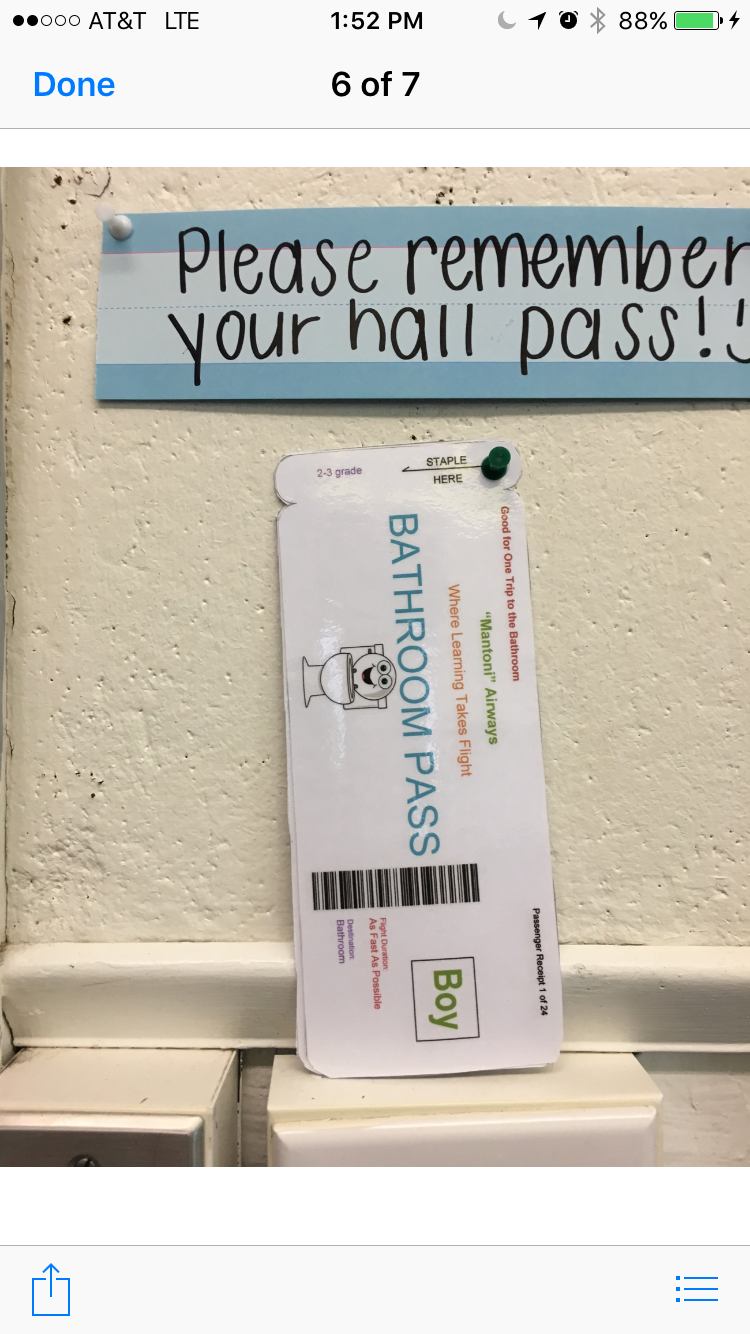 AT&T LTE 1:52 PM 88%
Done 6 of 7
Please remember
your hall pass!!
2-3 grade
STAPLE
HERE
Good for One Trip to the Bathroom
"Mantoni" Airways
Where Learning Takes Flight
BATHROOM PASS
Passenger Receipt 1 of 24
Boy
Flight Duration:
As Fast As Possible
Destination:
Bathroom